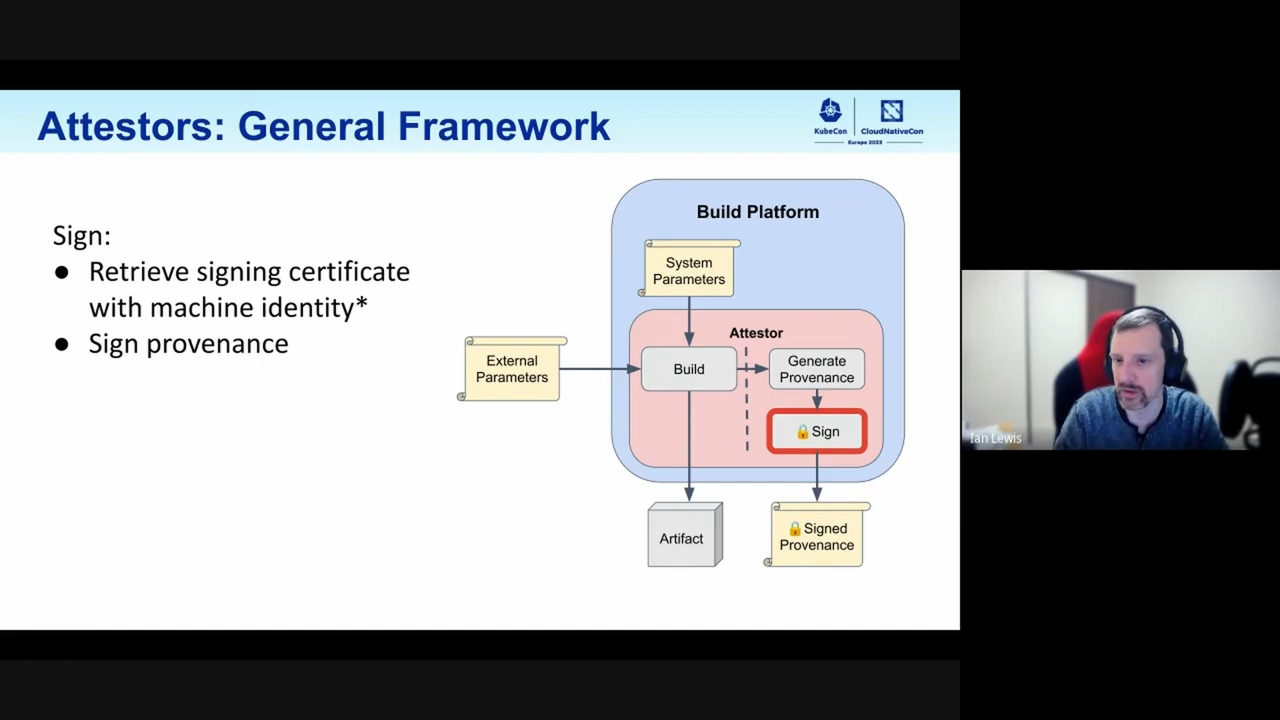 Attestors: General Framework
KubeCon
CloudNativeCon
Europe 2023
Sign:
● Retrieve signing certificate
with machine identity*
● Sign provenance
Build Platform
System
Parameters
Attestor
External
Parameters
Build
Generate
Provenance
🔒Sign
Artifact
🔒Signed
Provenance
Ian Lewis